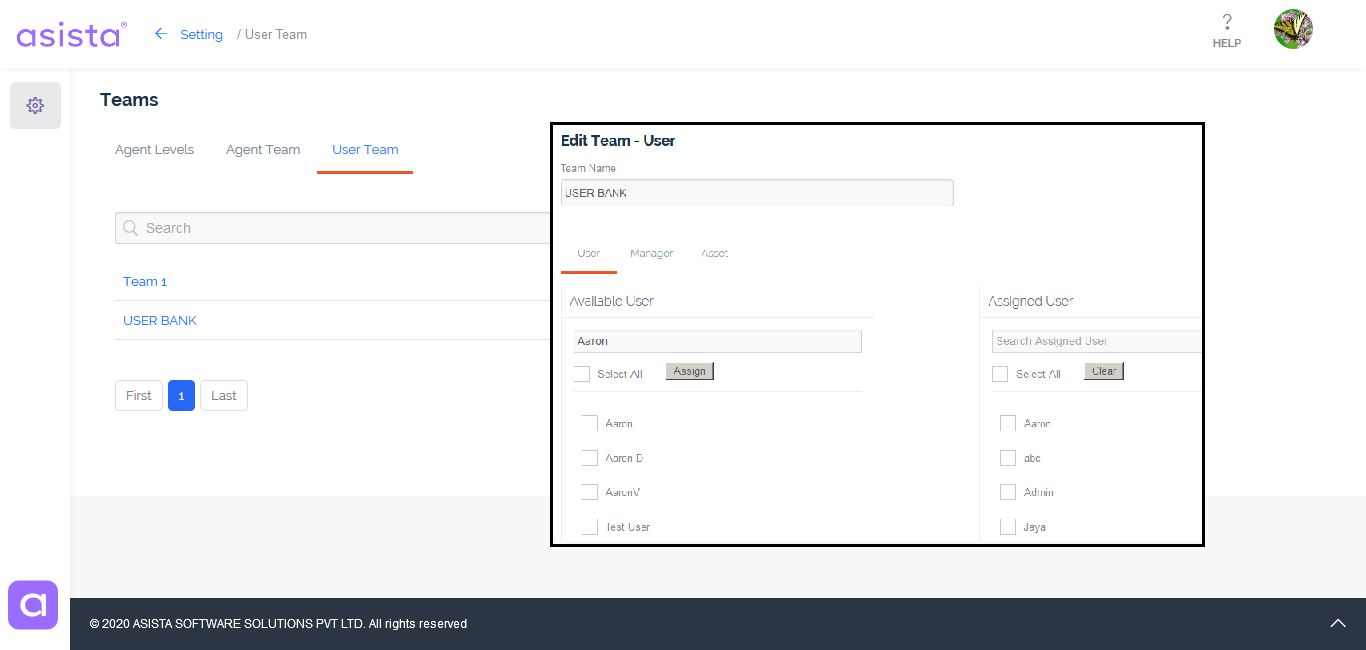 asista®
← Setting / User Team
?
HELP
Teams
Agent Levels Agent Team User Team
Search
Team 1
USER BANK
First 1 Last
Edit Team - User
Team Name
USER BANK
User Manager Asset
Available User
Aaron
Select All Assign
Aaron
Aaron D
AaronV
Test User
Assigned User
Search Assigned User
Select All Clear
Aaron
abc
Admin
Jaya
a
© 2020 ASISTA SOFTWARE SOLUTIONS PVT LTD. All rights reserved